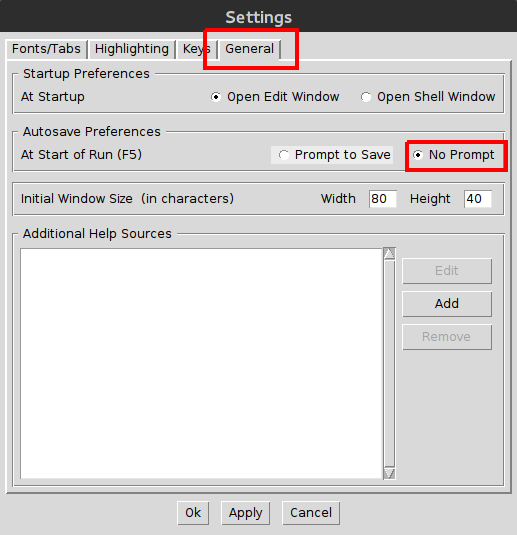 Settings
Fonts/Tabs Highlighting Keys General
Startup Preferences
At Startup Open Edit Window Open Shell Window
Autosave Preferences
At Start of Run (F5) Prompt to Save No Prompt
Initial Window Size (in characters) Width 80 Height 40
Additional Help Sources
Edit
Add
Remove
Ok Apply Cancel